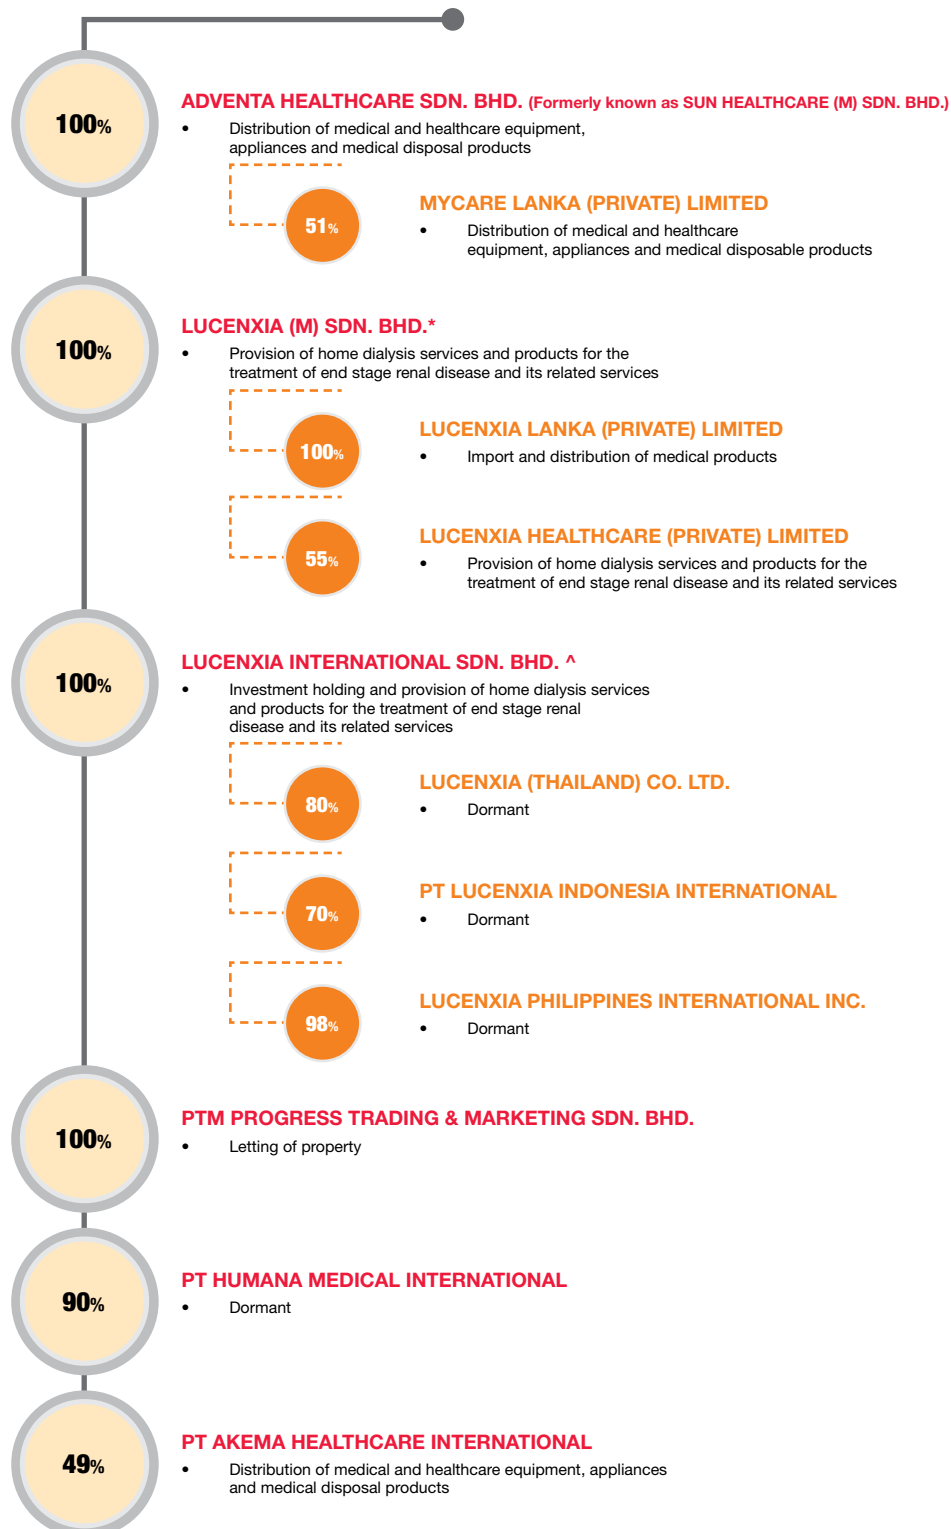 100%
ADVENTA HEALTHCARE SDN. BHD. (Formerly known as SUN HEALTHCARE (M) SDN. BHD.)
• Distribution of medical and healthcare equipment,
appliances and medical disposal products
51%
MYCARE LANKA (PRIVATE) LIMITED
• Distribution of medical and healthcare
equipment, appliances and medical disposable products
100%
LUCENXIA (M) SDN. BHD.*
• Provision of home dialysis services and products for the
treatment of end stage renal disease and its related services
100%
LUCENXIA LANKA (PRIVATE) LIMITED
• Import and distribution of medical products
55%
LUCENXIA HEALTHCARE (PRIVATE) LIMITED
• Provision of home dialysis services and products for the
treatment of end stage renal disease and its related services
100%
LUCENXIA INTERNATIONAL SDN. BHD. ^
• Investment holding and provision of home dialysis services
and products for the treatment of end stage renal
disease and its related services
80%
LUCENXIA (THAILAND) CO. LTD.
• Dormant
70%
PT LUCENXIA INDONESIA INTERNATIONAL
• Dormant
98%
LUCENXIA PHILIPPINES INTERNATIONAL INC.
• Dormant
100%
PTM PROGRESS TRADING & MARKETING SDN. BHD.
• Letting of property
90%
PT HUMANA MEDICAL INTERNATIONAL
• Dormant
49%
PT AKEMA HEALTHCARE INTERNATIONAL
• Distribution of medical and healthcare equipment, appliances
and medical disposal products